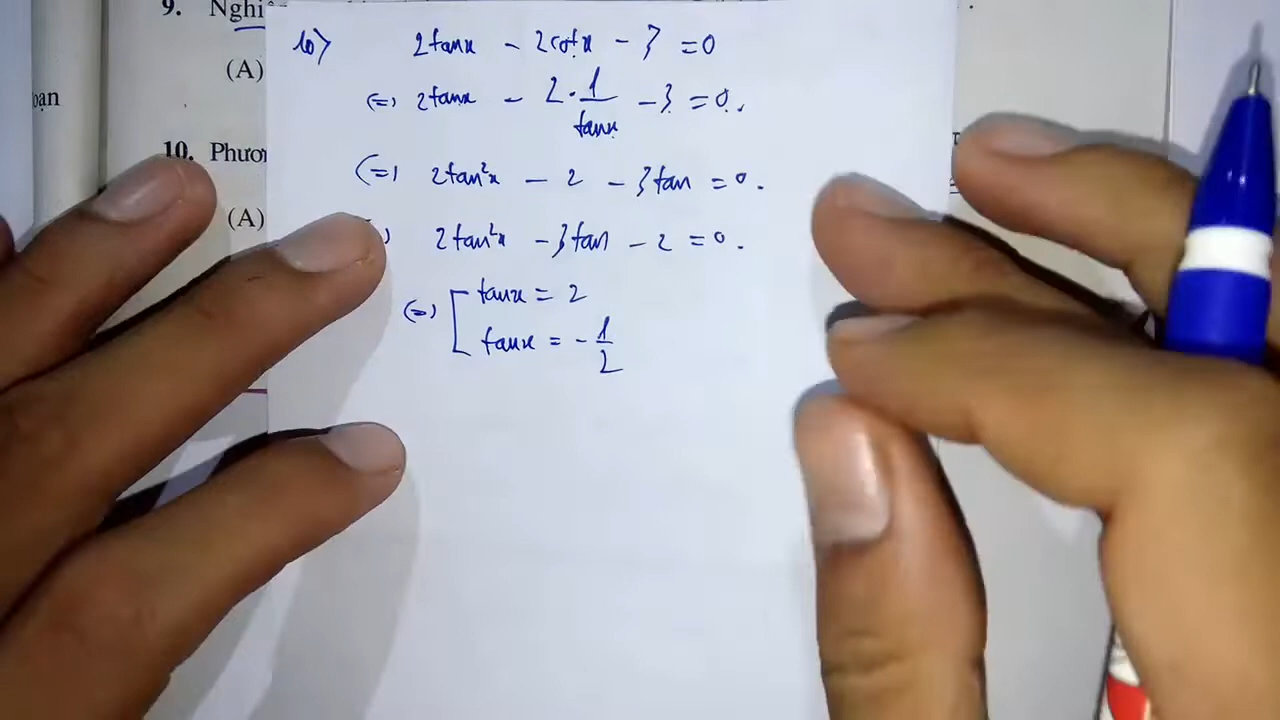 9. Nghi
(A)
oạn
10. Phươn
(A)
10> 2tanx - 2cotx - 3 = 0
(=) 2tanx - 2 · 1/tanx - 3 = 0.
(=) 2tan²x - 2 - 3tan = 0.
) 2tan²x - 3tan - 2 = 0.
(=) [ tanx = 2
tanx = - 1/2